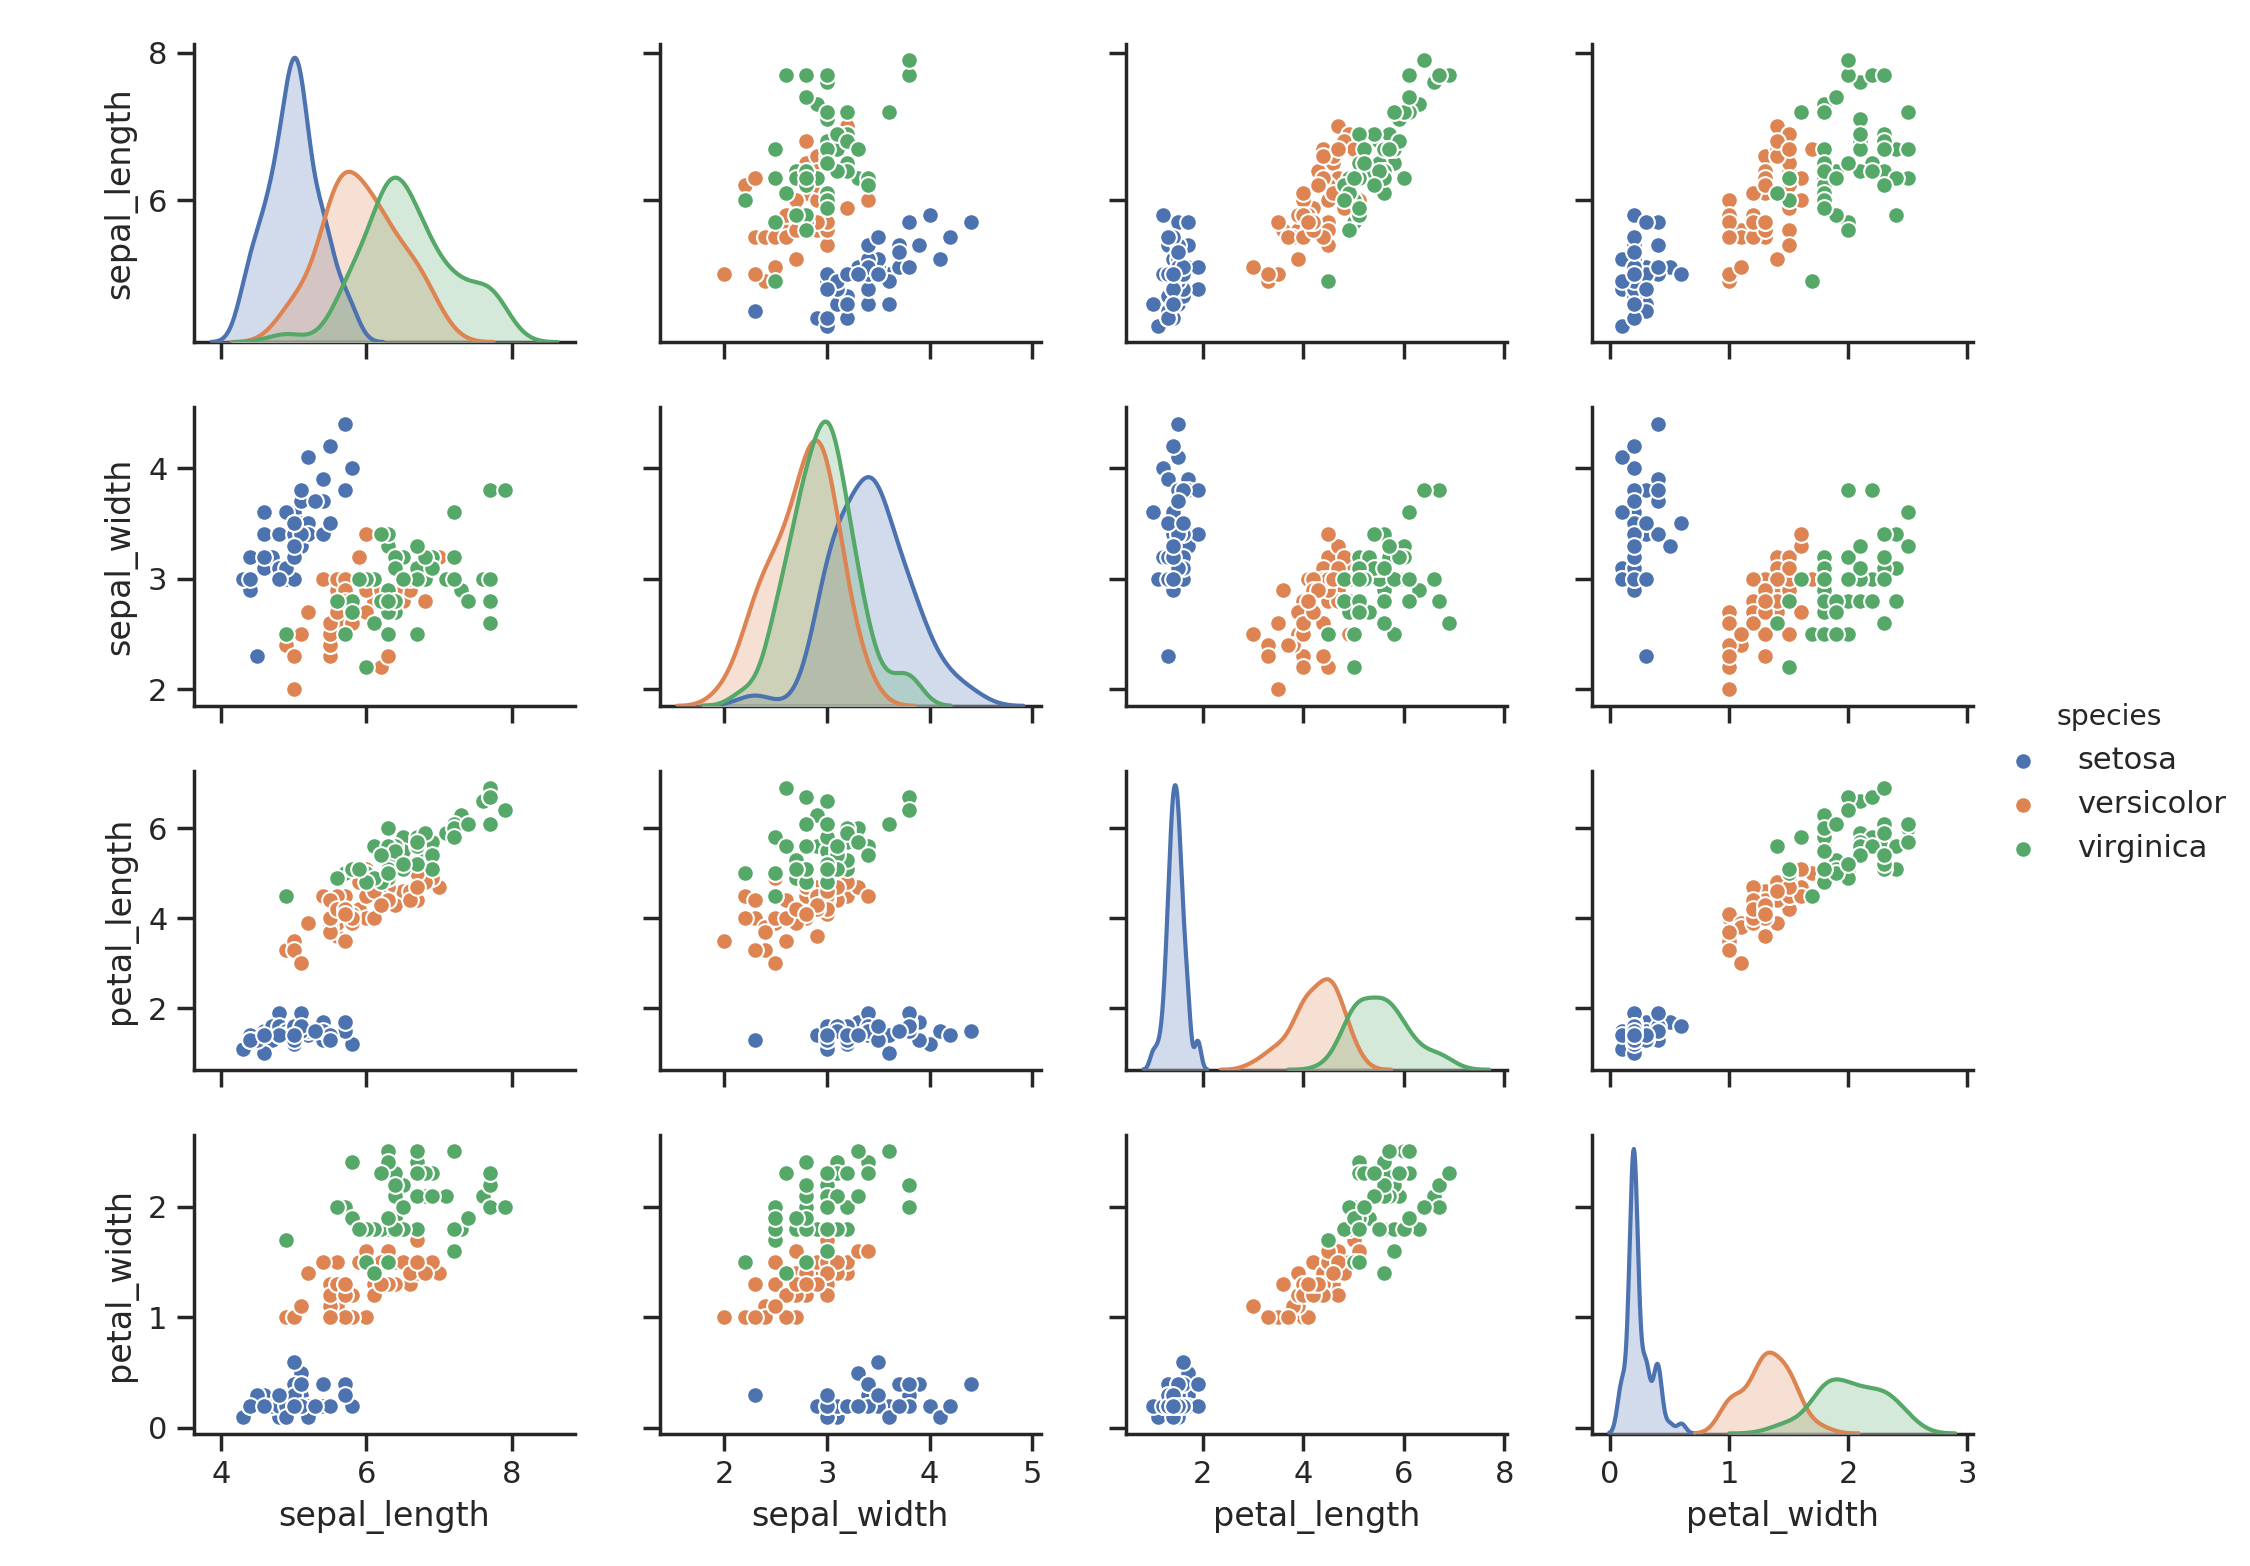 sepal_length
8
6
sepal_width
4
3
2
petal_length
6
4
2
petal_width
2
1
0
4 6 8
2 3 4 5
2 4 6 8
0 1 2 3
sepal_length
sepal_width
petal_length
petal_width
species
setosa
versicolor
virginica